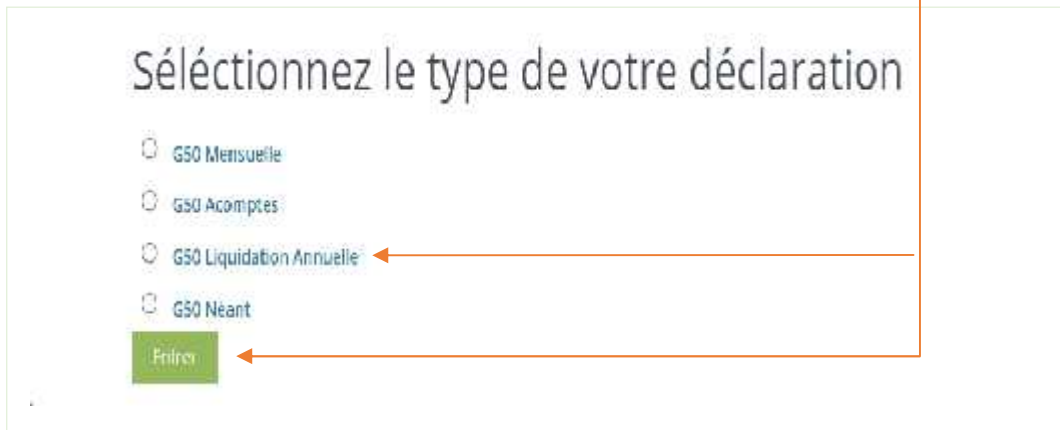 Séléctionnez le type de votre déclaration
G50 Mensuelle
G50 Acomptes
G50 Liquidation Annuelle
G50 Néant
Entrer